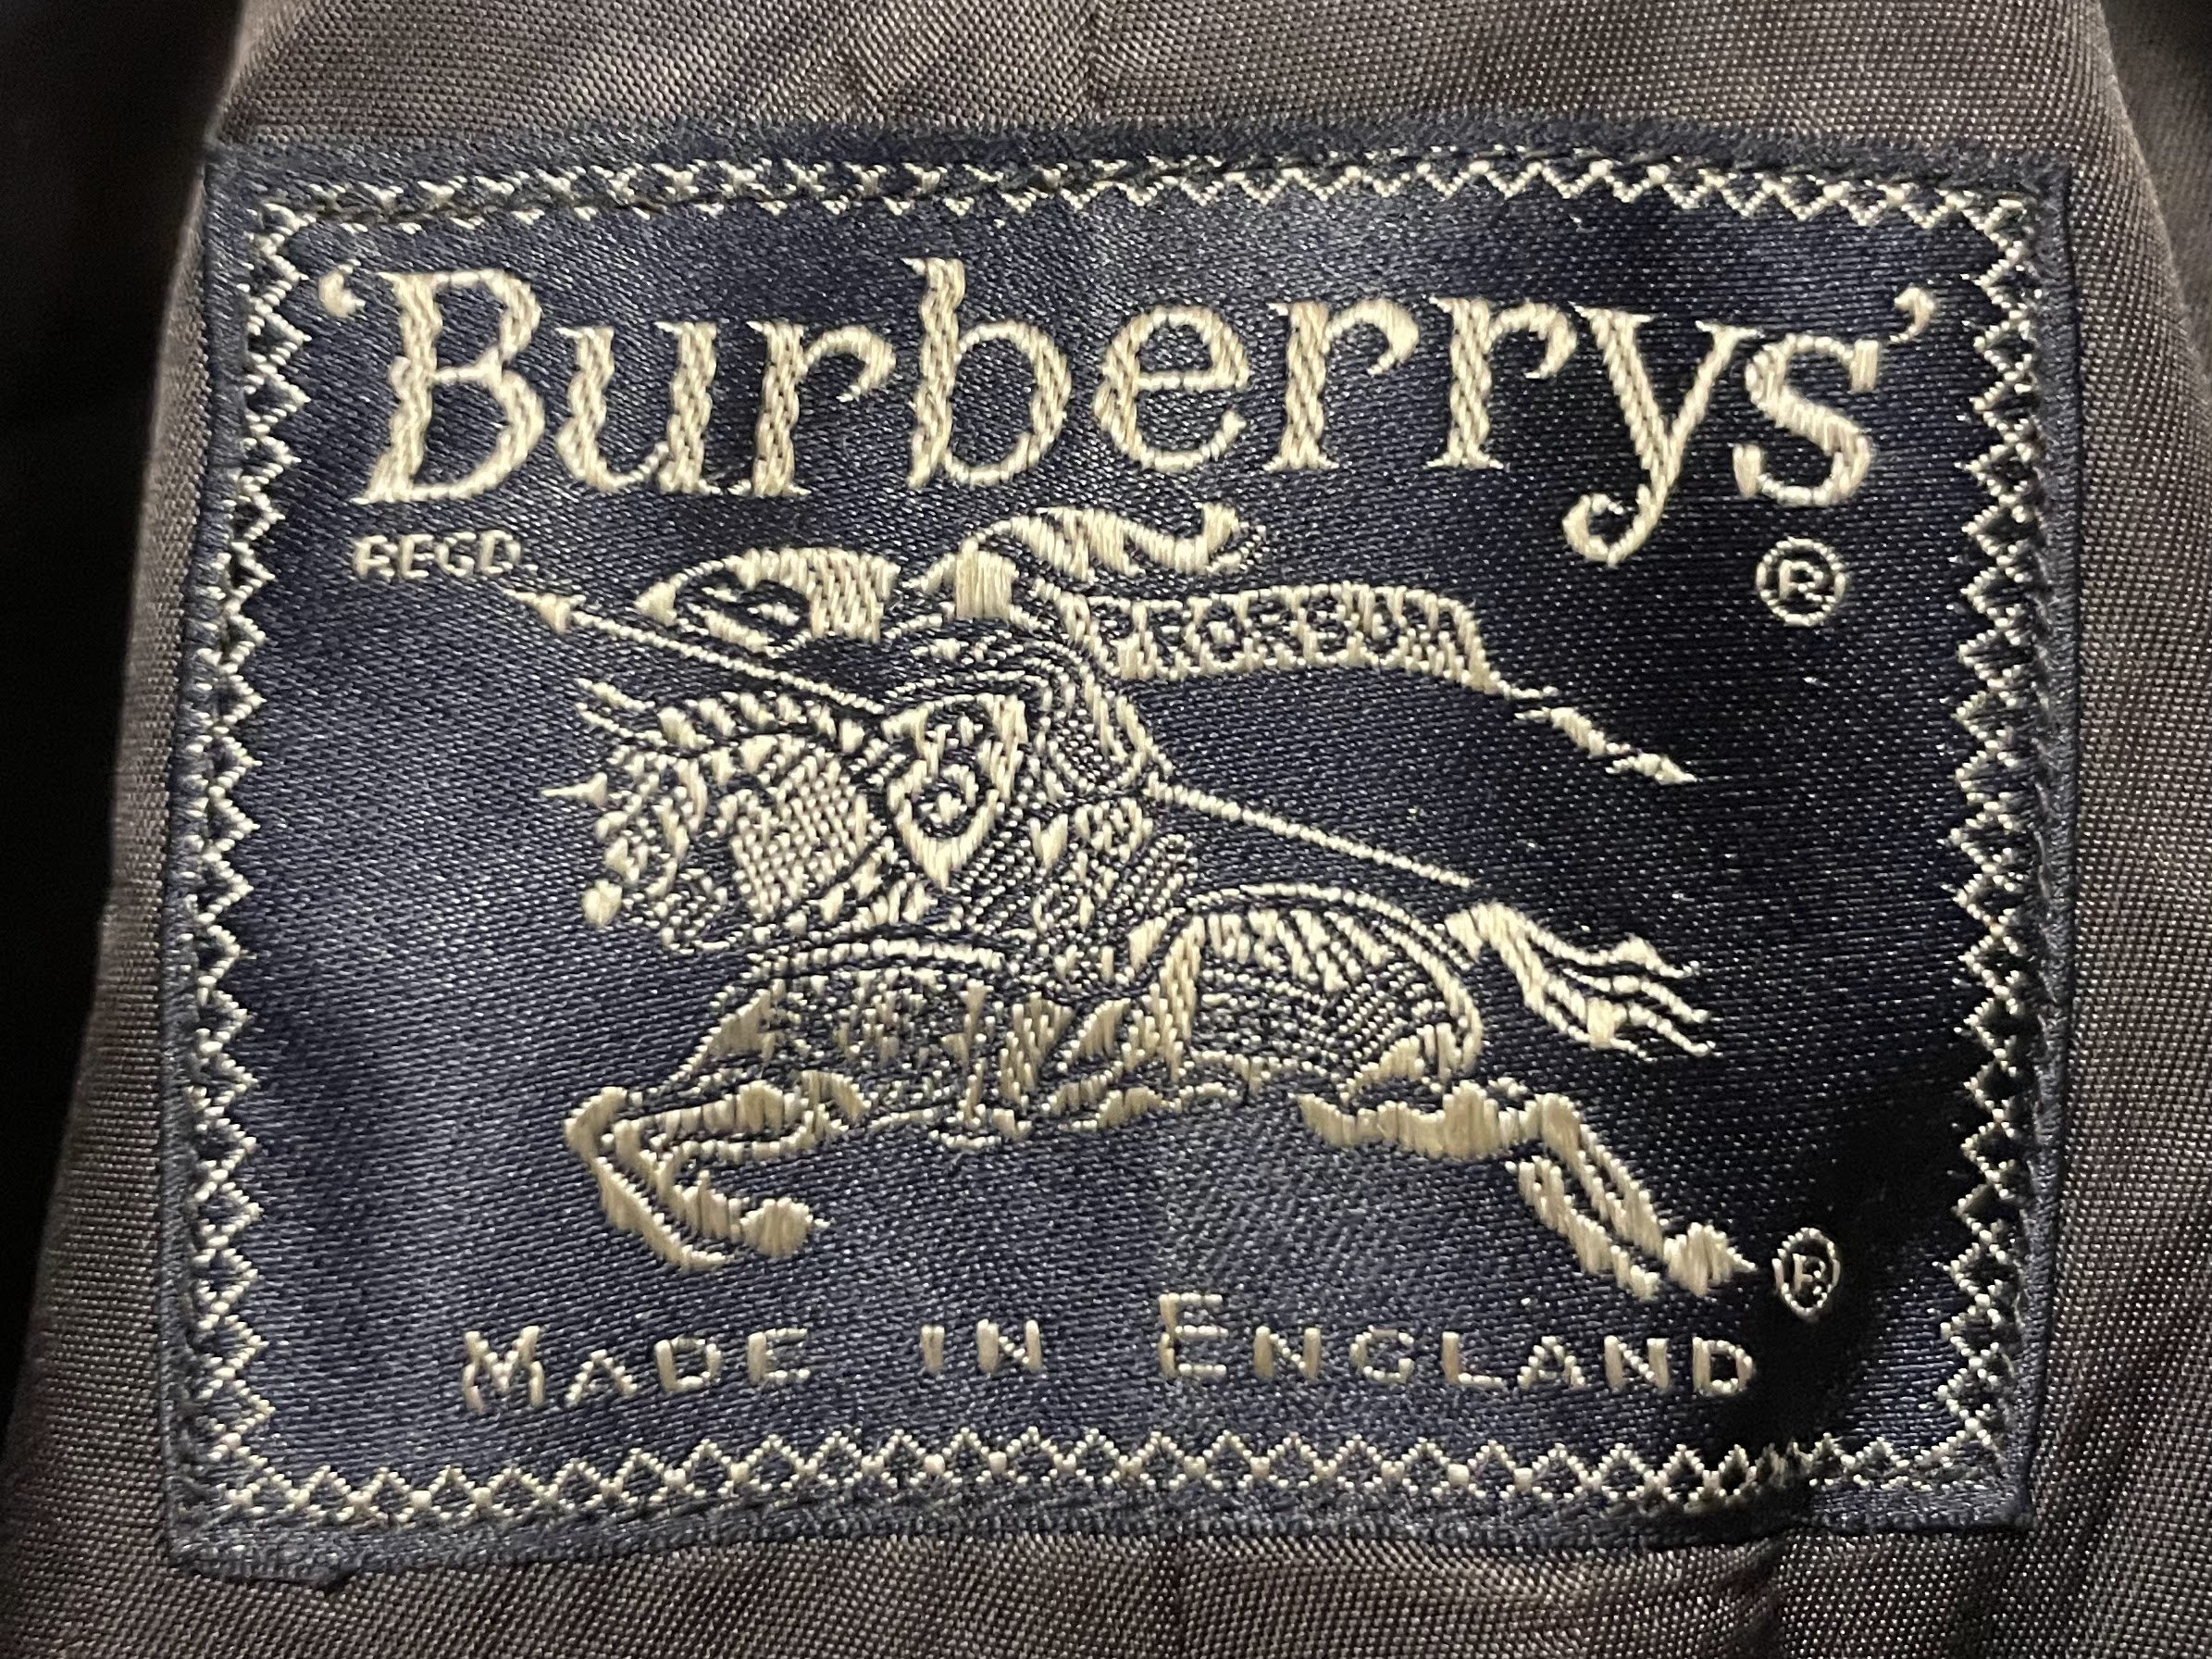 ‘Burberrys’
REGD. ®
PRORSUM
®
MADE IN ENGLAND